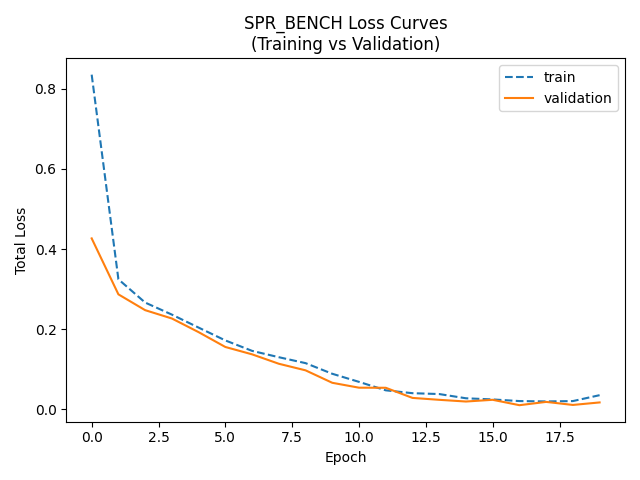 SPR_BENCH Loss Curves
(Training vs Validation)
train
validation
Total Loss
0.8
0.6
0.4
0.2
0.0
0.0 2.5 5.0 7.5 10.0 12.5 15.0 17.5
Epoch